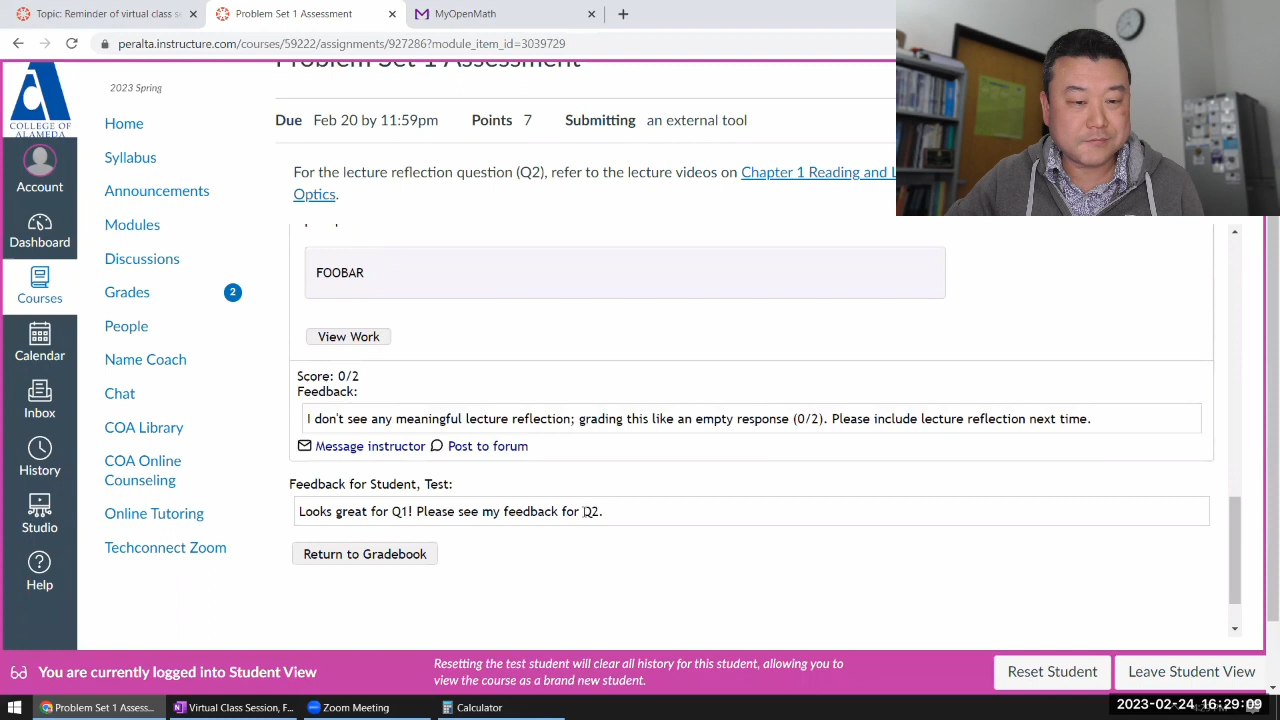 Topic: Reminder of virtual class se
Problem Set 1 Assessment
MyOpenMath
peralta.instructure.com/courses/59222/assignments/927286?module_item_id=3039729
COLLEGE OF
ALAMEDA
Account
Dashboard
Courses
Calendar
Inbox
History
Studio
Help
2023 Spring
Home
Syllabus
Announcements
Modules
Discussions
Grades 2
People
Name Coach
Chat
COA Library
COA Online
Counseling
Online Tutoring
Techconnect Zoom
Problem Set 1 Assessment
Due Feb 20 by 11:59pm Points 7 Submitting an external tool
For the lecture reflection question (Q2), refer to the lecture videos on Chapter 1 Reading and L
Optics.
FOOBAR
View Work
Score: 0/2
Feedback:
I don't see any meaningful lecture reflection; grading this like an empty response (0/2). Please include lecture reflection next time.
Message instructor Post to forum
Feedback for Student, Test:
Looks great for Q1! Please see my feedback for Q2.
Return to Gradebook
You are currently logged into Student View
Resetting the test student will clear all history for this student, allowing you to
view the course as a brand new student.
Reset Student
Leave Student View
Problem Set 1 Assess...
Virtual Class Session, F...
Zoom Meeting
Calculator
2023-02-24 16:29:09